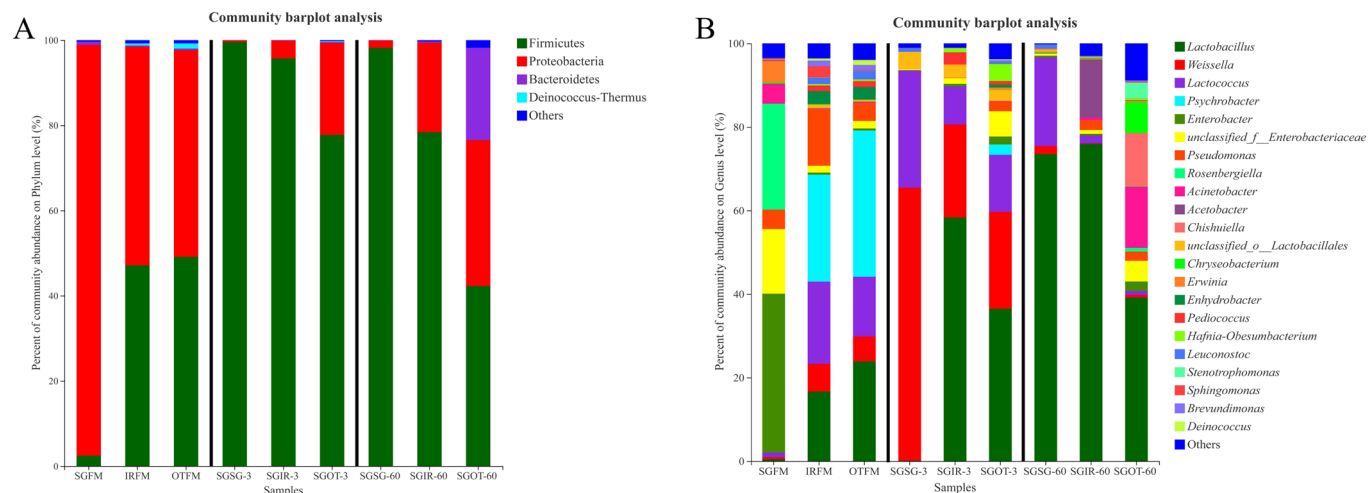 A
Community barplot analysis
Percent of community abundance on Phylum level (%)
100
80
60
40
20
0
SGFM
IRFM
OTFM
SGSG-3
SGIR-3
SGOT-3
SGSG-60
SGIR-60
SGOT-60
Samples
Firmicutes
Proteobacteria
Bacteroidetes
Deinococcus-Thermus
Others
B
Community barplot analysis
Percent of community abundance on Genus level (%)
100
80
60
40
20
0
SGFM
IRFM
OTFM
SGSG-3
SGIR-3
SGOT-3
SGSG-60
SGIR-60
SGOT-60
Samples
Lactobacillus
Weissella
Lactococcus
Psychrobacter
Enterobacter
unclassified_f__Enterobacteriaceae
Pseudomonas
Rosenbergiella
Acinetobacter
Acetobacter
Chishuiella
unclassified_o__Lactobacillales
Chryseobacterium
Erwinia
Enhydrobacter
Pediococcus
Hafnia-Obesumbacterium
Leuconostoc
Stenotrophomonas
Sphingomonas
Brevundimonas
Deinococcus
Others